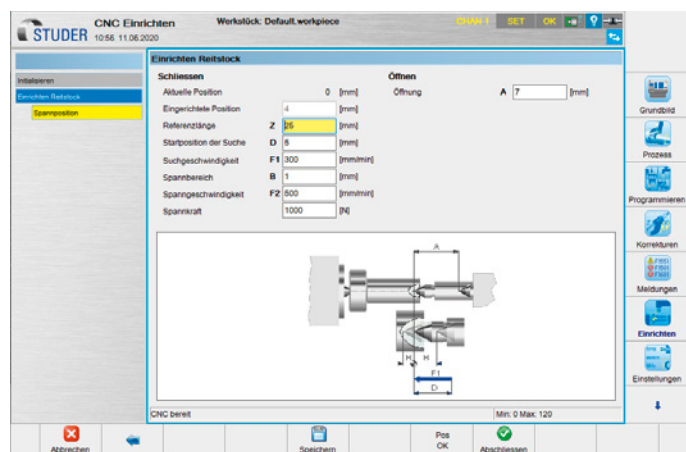 STUDER
CNC Einrichten
Werkstück: Default.workpiece
10:56 11.06.2020
CHAN-1 SET OK
Einrichten Reitstock
Initialisieren
Einrichten Reitstock
Spannposition
Schliessen
Öffnen
Aktuelle Position 0 [mm]
Öffnung A 7 [mm]
Eingerichtete Position 4 [mm]
Referenzlänge Z 25 [mm]
Startposition der Suche D 5 [mm]
Suchgeschwindigkeit F1 300 [mm/min]
Spannbereich B 1 [mm]
Spanngeschwindigkeit F2 500 [mm/min]
Spannkraft 1000 [N]
A
H H
F1
D
CNC bereit
Min: 0 Max: 120
Grundbild
Prozess
Programmieren
Korrekturen
Meldungen
Einrichten
Einstellungen
Abbrechen
Speichern
Pos
OK
Abschliessen